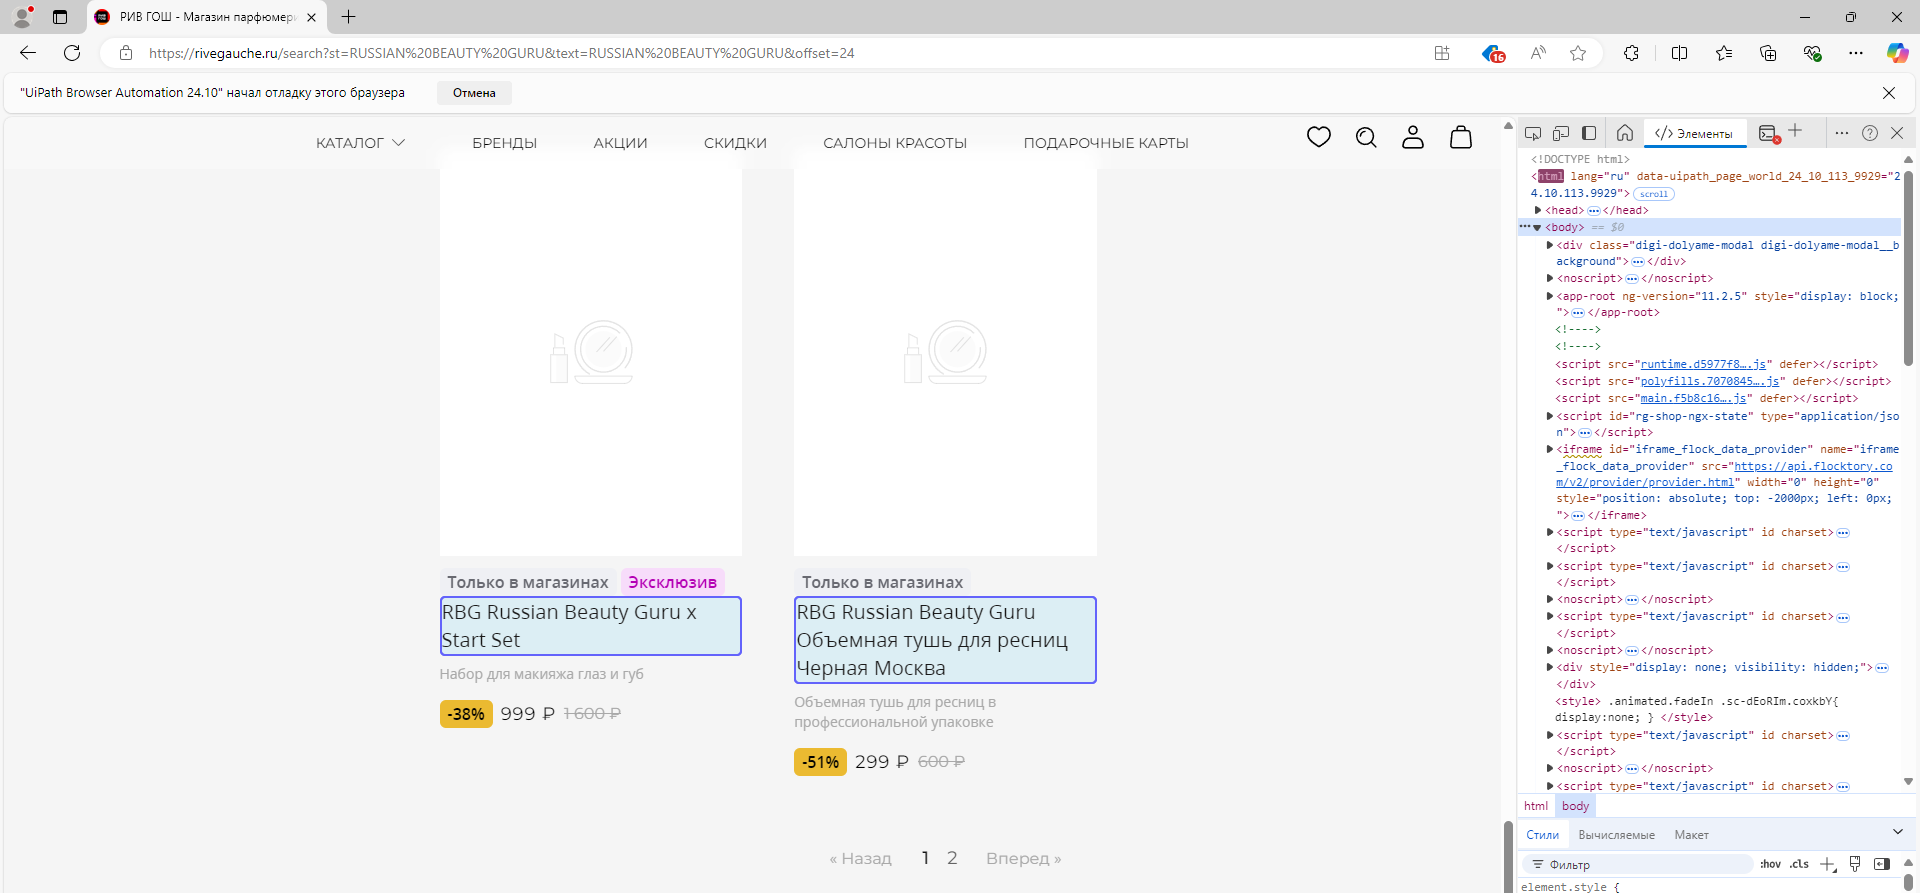 РИВ ГОШ - Магазин парфюмери
https://rivegauche.ru/search?st=RUSSIAN%20BEAUTY%20GURU&text=RUSSIAN%20BEAUTY%20GURU&offset=24
16
"UiPath Browser Automation 24.10" начал отладку этого браузера
Отмена
КАТАЛОГ
БРЕНДЫ
АКЦИИ
СКИДКИ
САЛОНЫ КРАСОТЫ
ПОДАРОЧНЫЕ КАРТЫ
Только в магазинах
Эксклюзив
RBG Russian Beauty Guru x
Start Set
Набор для макияжа глаз и губ
-38% 999 ₽ 1 600 ₽
Только в магазинах
RBG Russian Beauty Guru
Объемная тушь для ресниц
Черная Москва
Объемная тушь для ресниц в
профессиональной упаковке
-51% 299 ₽ 600 ₽
« Назад 1 2 Вперед »
</> Элементы
<!DOCTYPE html>
<html lang="ru" data-uipath_page_world_24_10_113_9929="2
4.10.113.9929"> scroll
<head> ⋯ </head>
<body> == $0
<div class="digi-dolyame-modal digi-dolyame-modal__b
ackground"> ⋯ </div>
<noscript> ⋯ </noscript>
<app-root ng-version="11.2.5" style="display: block;
"> ⋯ </app-root>
<!---->
<!---->
<script src="runtime.d5977f8….js" defer></script>
<script src="polyfills.7070845….js" defer></script>
<script src="main.f5b8c16….js" defer></script>
<script id="rg-shop-ngx-state" type="application/jso
n"> ⋯ </script>
<iframe id="iframe_flock_data_provider" name="iframe
_flock_data_provider" src="https://api.flocktory.co
m/v2/provider/provider.html" width="0" height="0"
style="position: absolute; top: -2000px; left: 0px;
"> ⋯ </iframe>
<script type="text/javascript" id charset> ⋯
</script>
<script type="text/javascript" id charset> ⋯
</script>
<noscript> ⋯ </noscript>
<script type="text/javascript" id charset> ⋯
</script>
<noscript> ⋯ </noscript>
<div style="display: none; visibility: hidden;"> ⋯
</div>
<style> .animated.fadeIn .sc-dEoRIm.coxkbY{
display:none; } </style>
<script type="text/javascript" id charset> ⋯
</script>
<noscript> ⋯ </noscript>
<script type="text/javascript" id charset> ⋯
html body
Стили Вычисляемые Макет
Фильтр
:hov .cls
element.style {